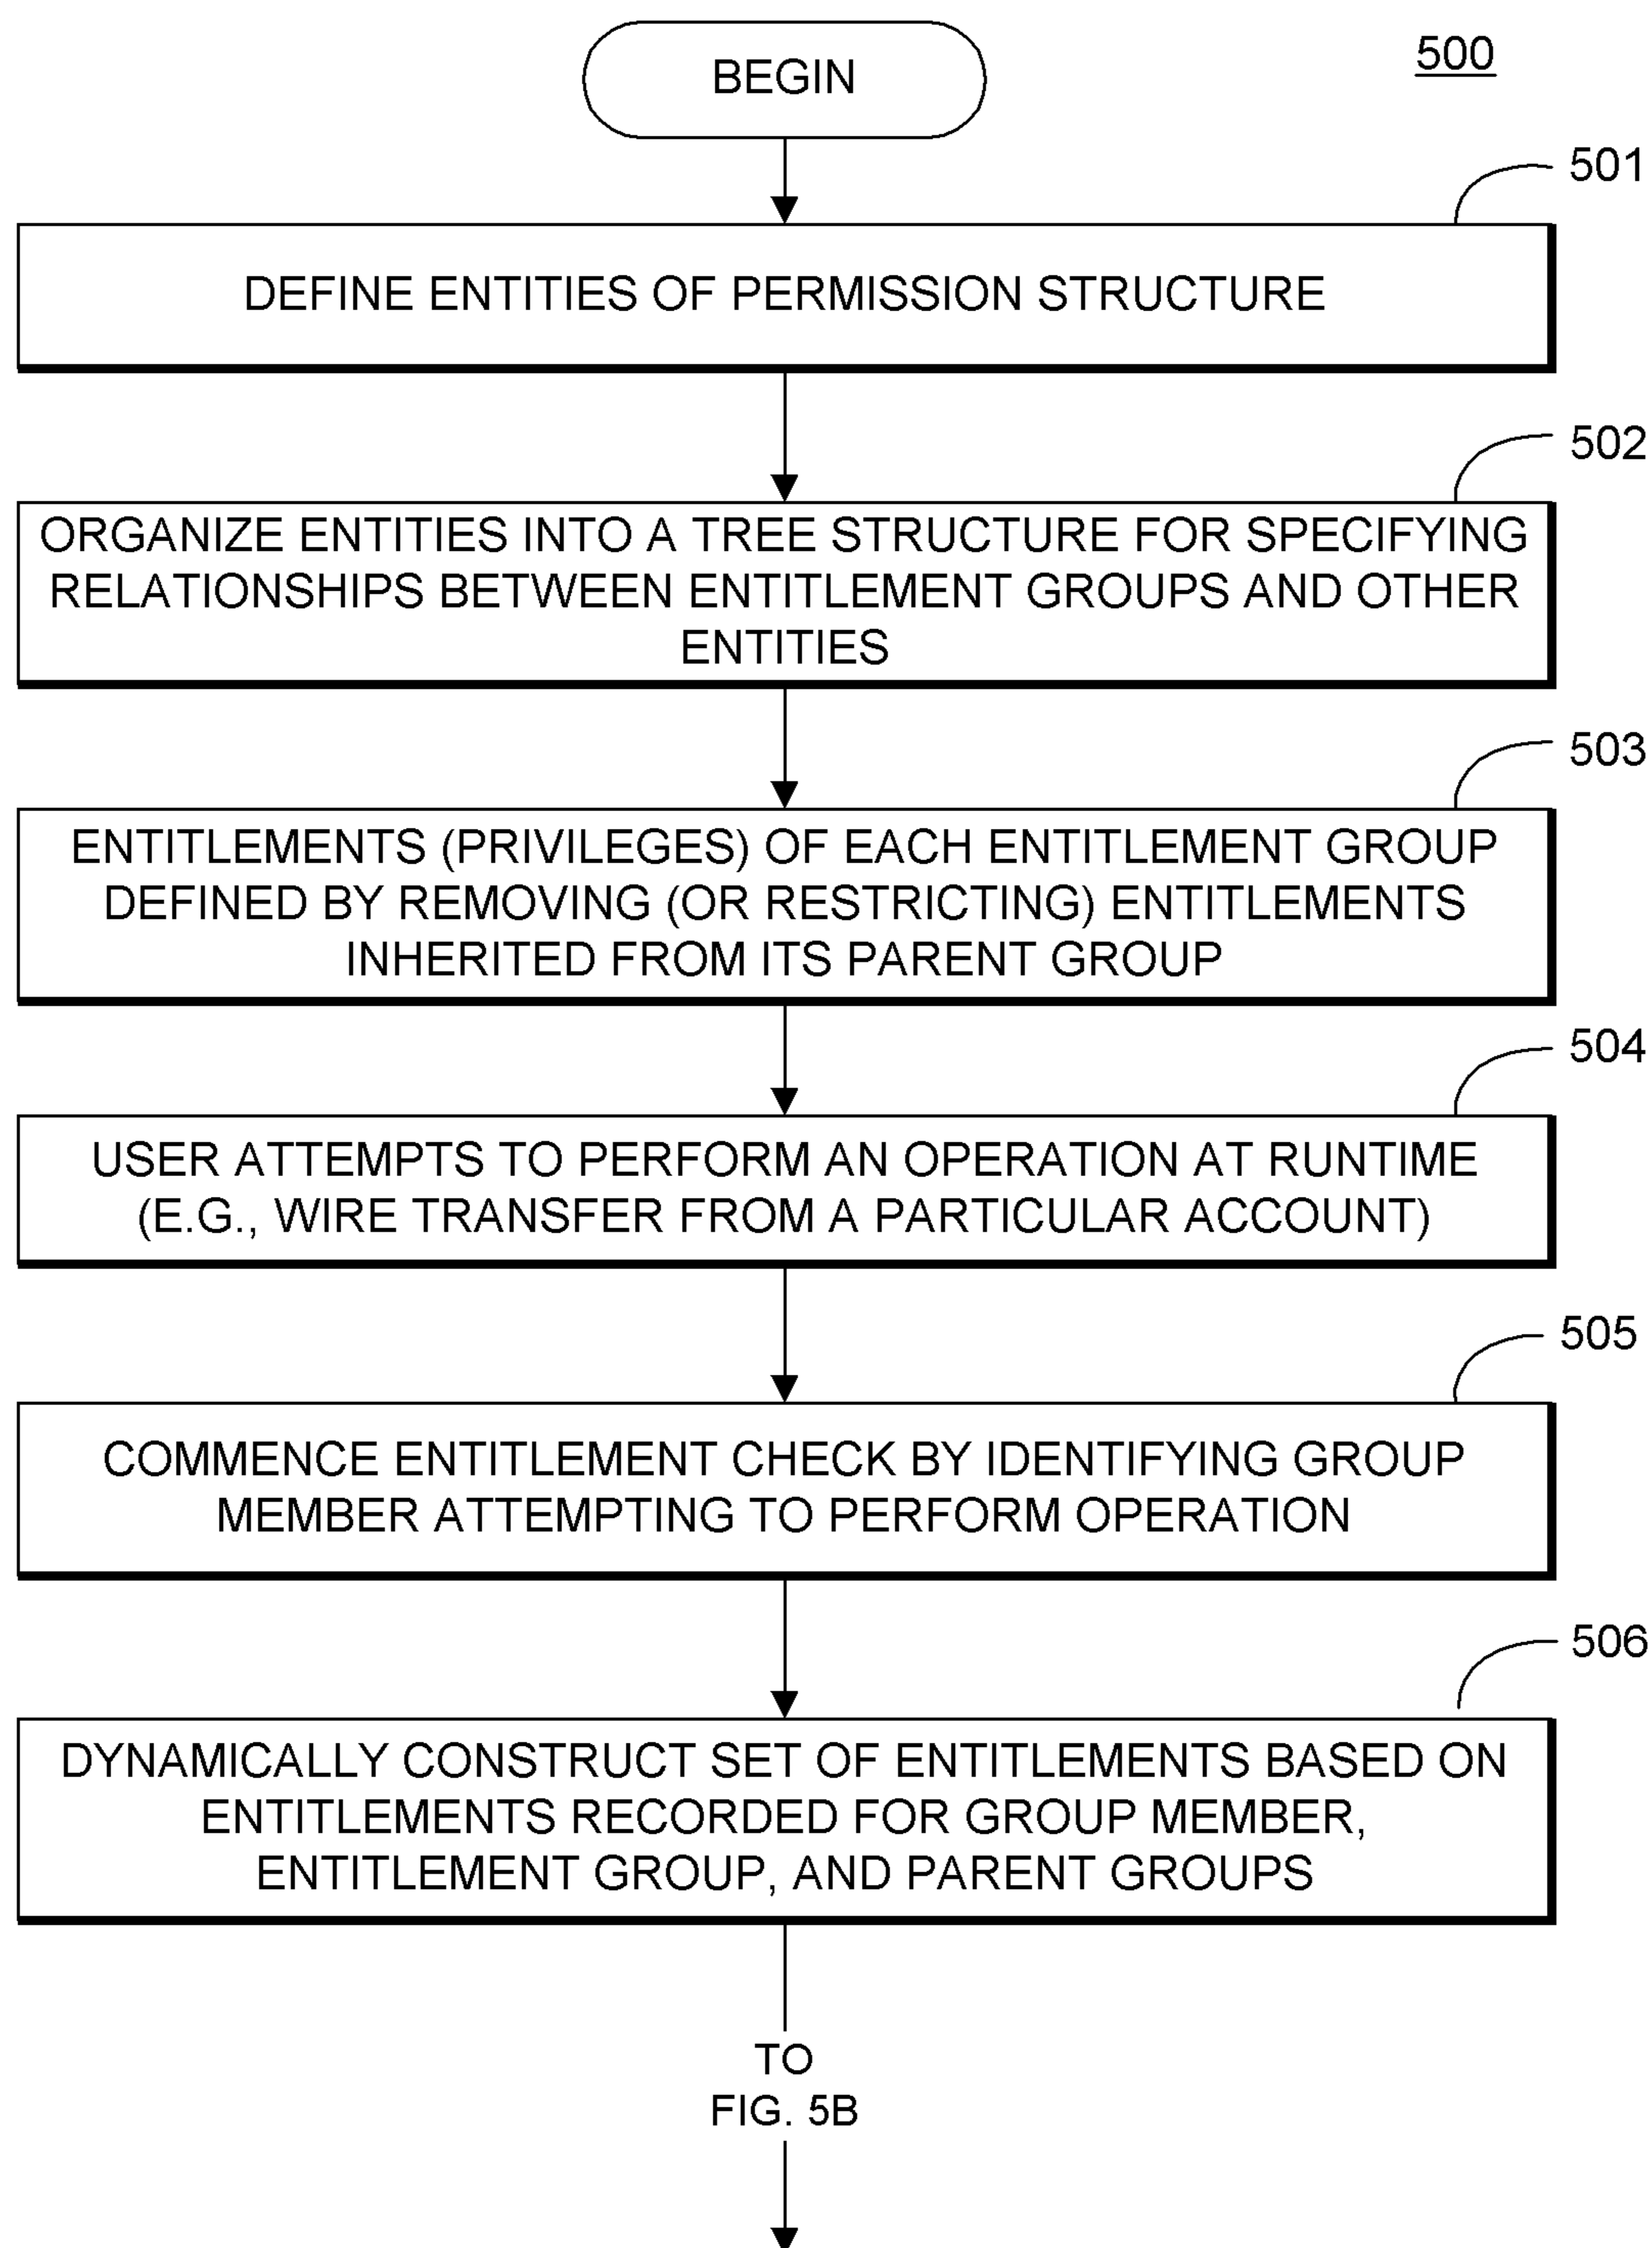 BEGIN
500
501
DEFINE ENTITIES OF PERMISSION STRUCTURE
502
ORGANIZE ENTITIES INTO A TREE STRUCTURE FOR SPECIFYING
RELATIONSHIPS BETWEEN ENTITLEMENT GROUPS AND OTHER
ENTITIES
503
ENTITLEMENTS (PRIVILEGES) OF EACH ENTITLEMENT GROUP
DEFINED BY REMOVING (OR RESTRICTING) ENTITLEMENTS
INHERITED FROM ITS PARENT GROUP
504
USER ATTEMPTS TO PERFORM AN OPERATION AT RUNTIME
(E.G., WIRE TRANSFER FROM A PARTICULAR ACCOUNT)
505
COMMENCE ENTITLEMENT CHECK BY IDENTIFYING GROUP
MEMBER ATTEMPTING TO PERFORM OPERATION
506
DYNAMICALLY CONSTRUCT SET OF ENTITLEMENTS BASED ON
ENTITLEMENTS RECORDED FOR GROUP MEMBER,
ENTITLEMENT GROUP, AND PARENT GROUPS
TO
FIG. 5B